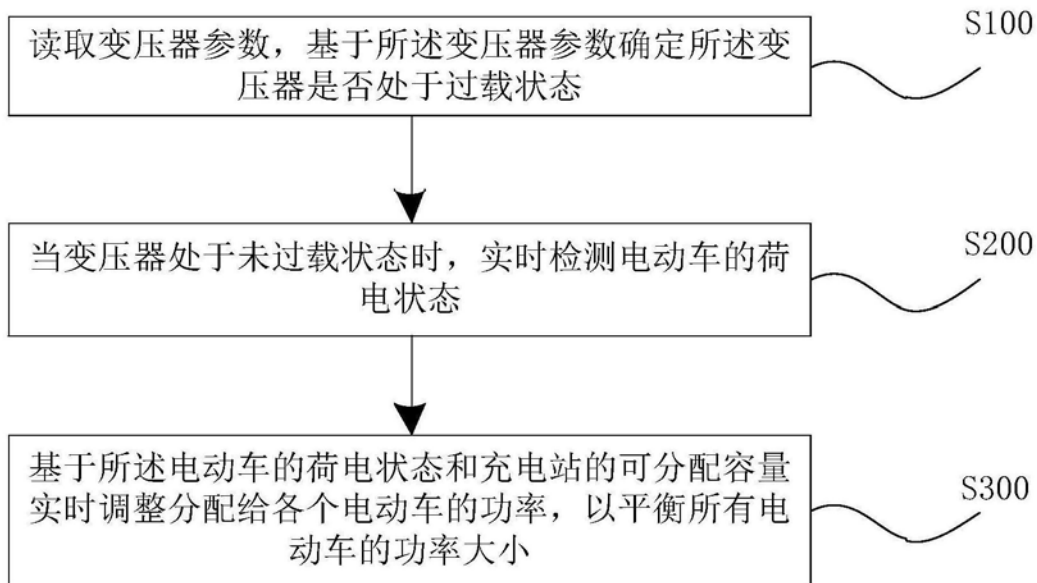 S100
读取变压器参数，基于所述变压器参数确定所述变
压器是否处于过载状态
S200
当变压器处于未过载状态时，实时检测电动车的荷
电状态
S300
基于所述电动车的荷电状态和充电站的可分配容量
实时调整分配给各个电动车的功率，以平衡所有电
动车的功率大小